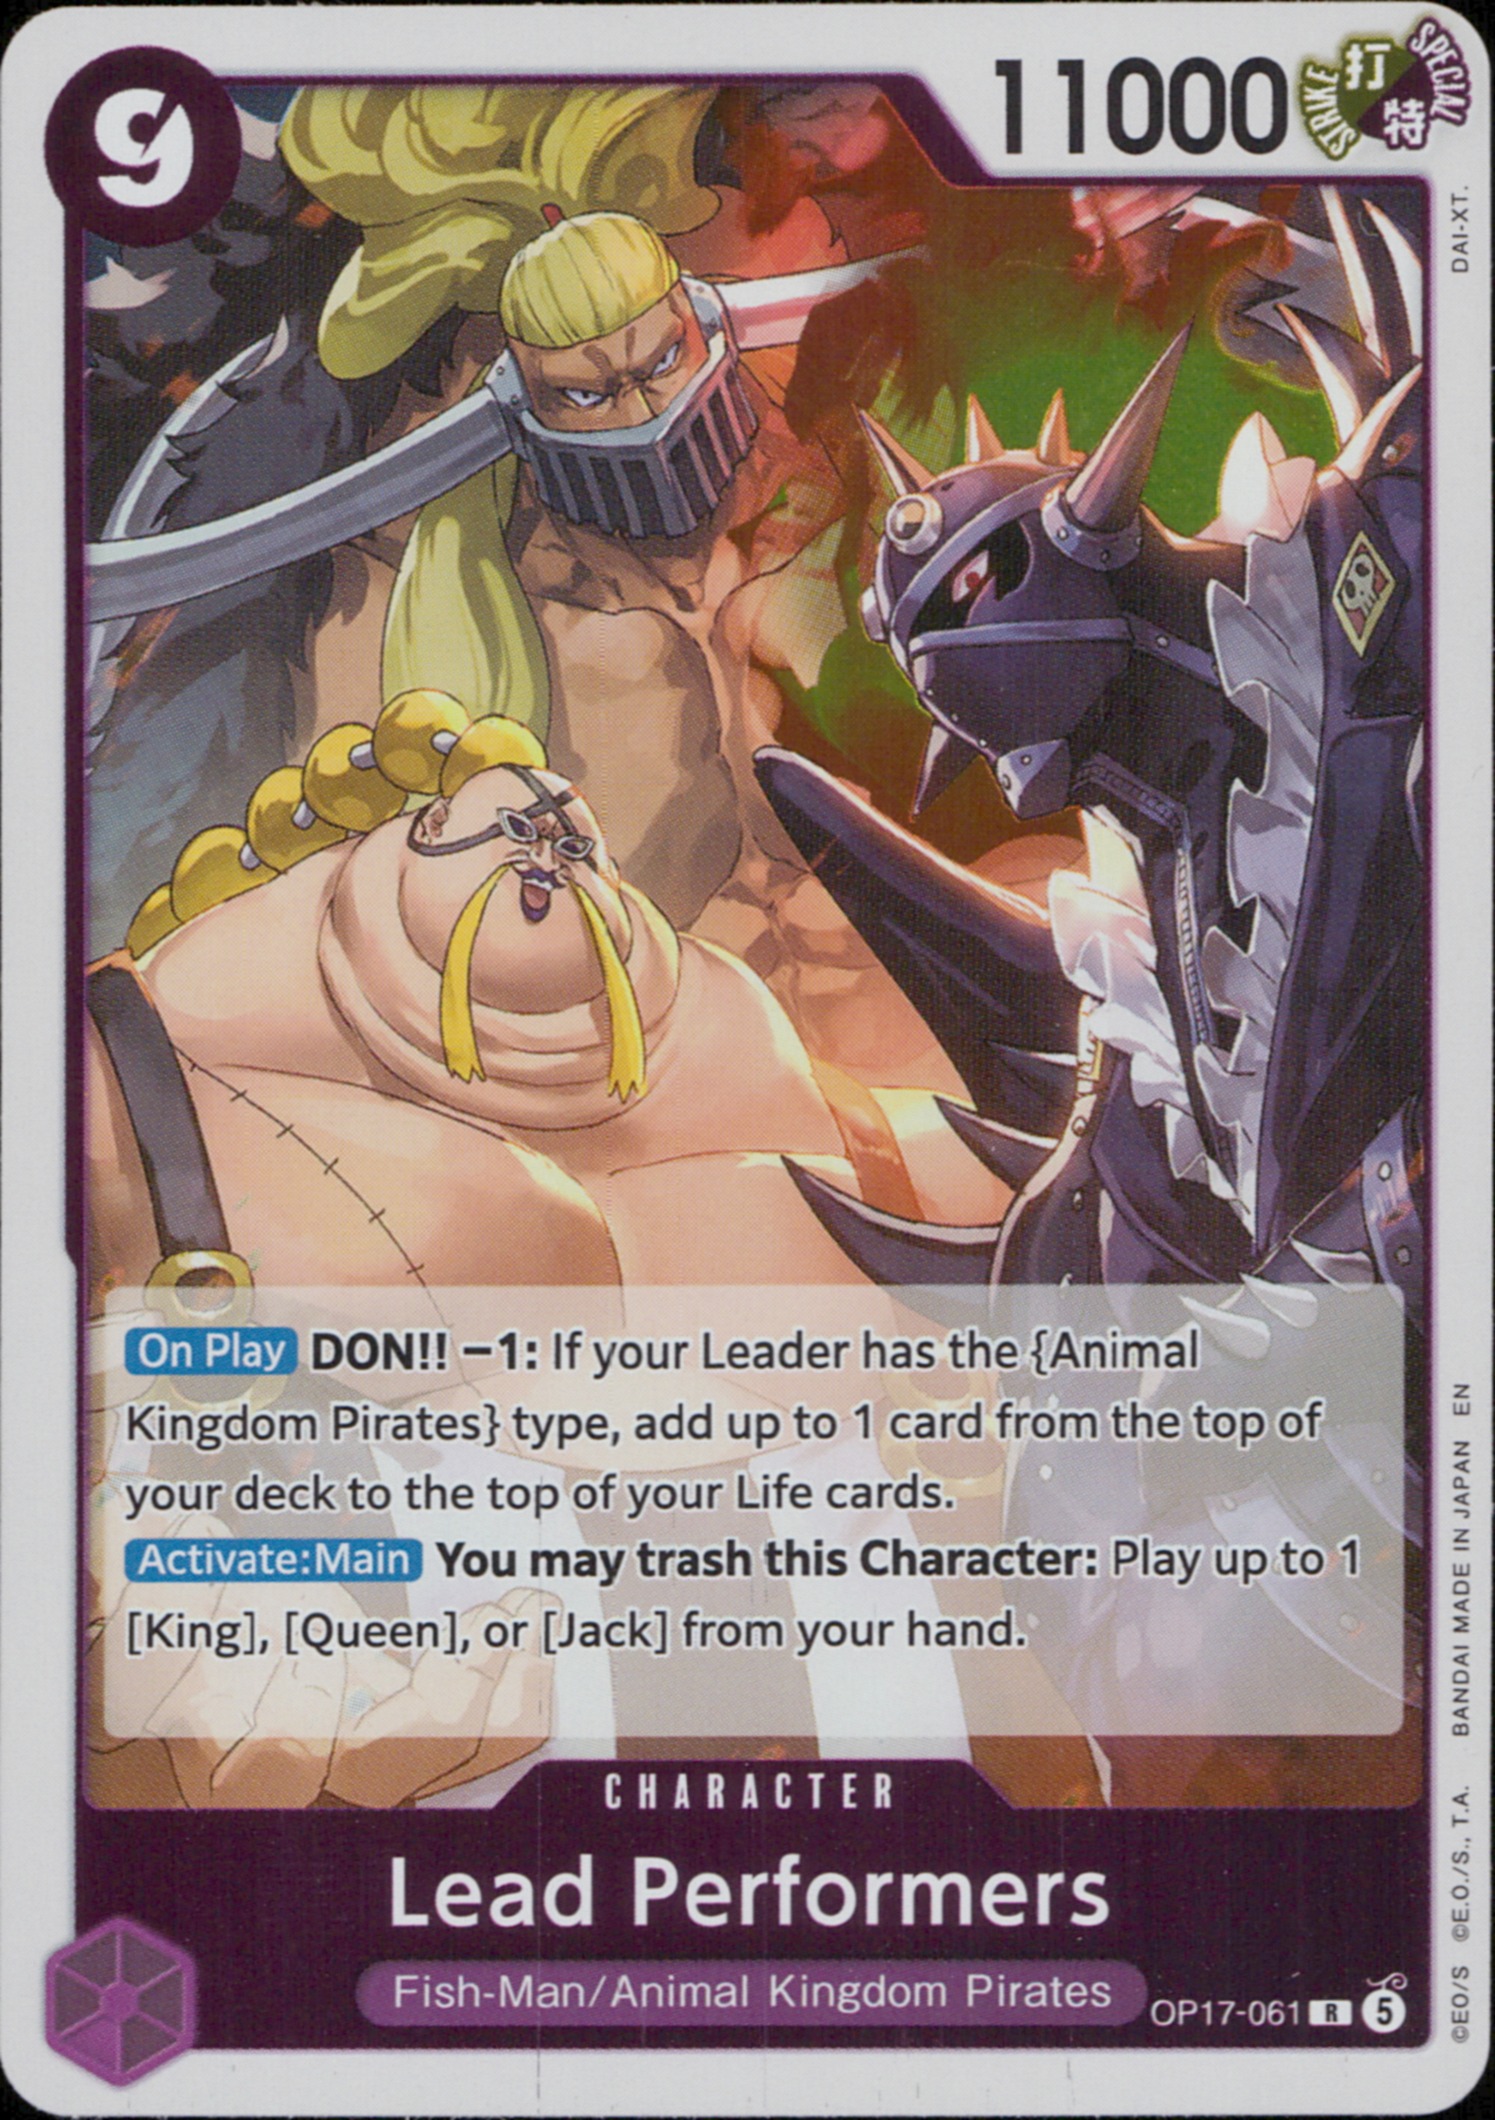 9
11000
STRIKE
打
特
SPECIAL
DAI-XT.
On Play DON!! −1: If your Leader has the {Animal
Kingdom Pirates} type, add up to 1 card from the top of
your deck to the top of your Life cards.
Activate:Main You may trash this Character: Play up to 1
[King], [Queen], or [Jack] from your hand.
CHARACTER
Lead Performers
Fish-Man/Animal Kingdom Pirates
OP17-061 R 5
©EO/S ©E.O./S., T.A. BANDAI MADE IN JAPAN EN